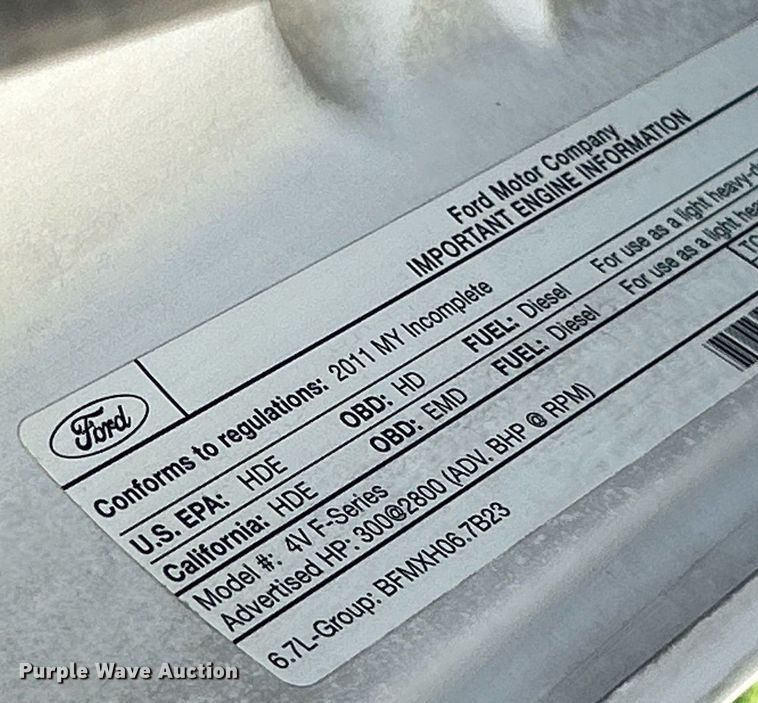 Ford Motor Company
IMPORTANT ENGINE INFORMATION
Ford
Conforms to regulations: 2011 MY Incomplete
U.S. EPA: HDE OBD: HD FUEL: Diesel For use as a light heavy-d
California: HDE OBD: EMD FUEL: Diesel For use as a light hea
Model #: 4V F-Series
Advertised HP: 300@2800 (ADV. BHP @ RPM)
6.7L-Group: BFMXH06.7B23
Purple Wave Auction